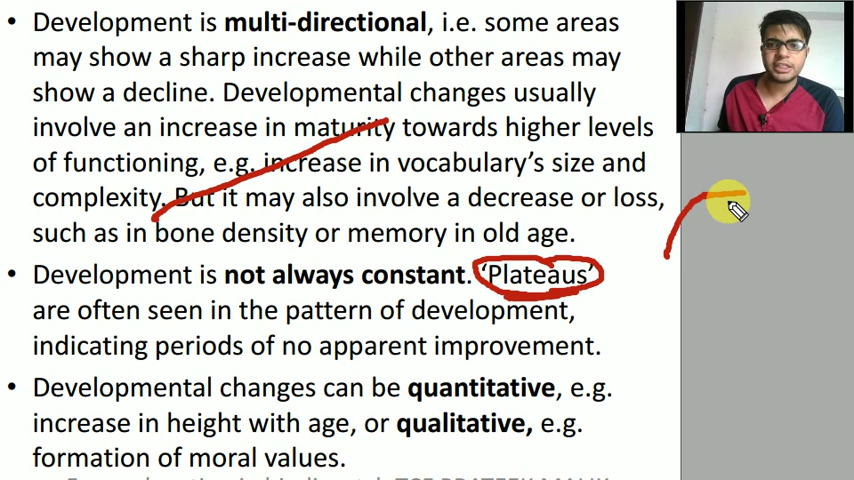 • Development is multi-directional, i.e. some areas
may show a sharp increase while other areas may
show a decline. Developmental changes usually
involve an increase in maturity towards higher levels
of functioning, e.g. increase in vocabulary's size and
complexity. But it may also involve a decrease or loss,
such as in bone density or memory in old age.
• Development is not always constant. ‘Plateaus’
are often seen in the pattern of development,
indicating periods of no apparent improvement.
• Developmental changes can be quantitative, e.g.
increase in height with age, or qualitative, e.g.
formation of moral values.